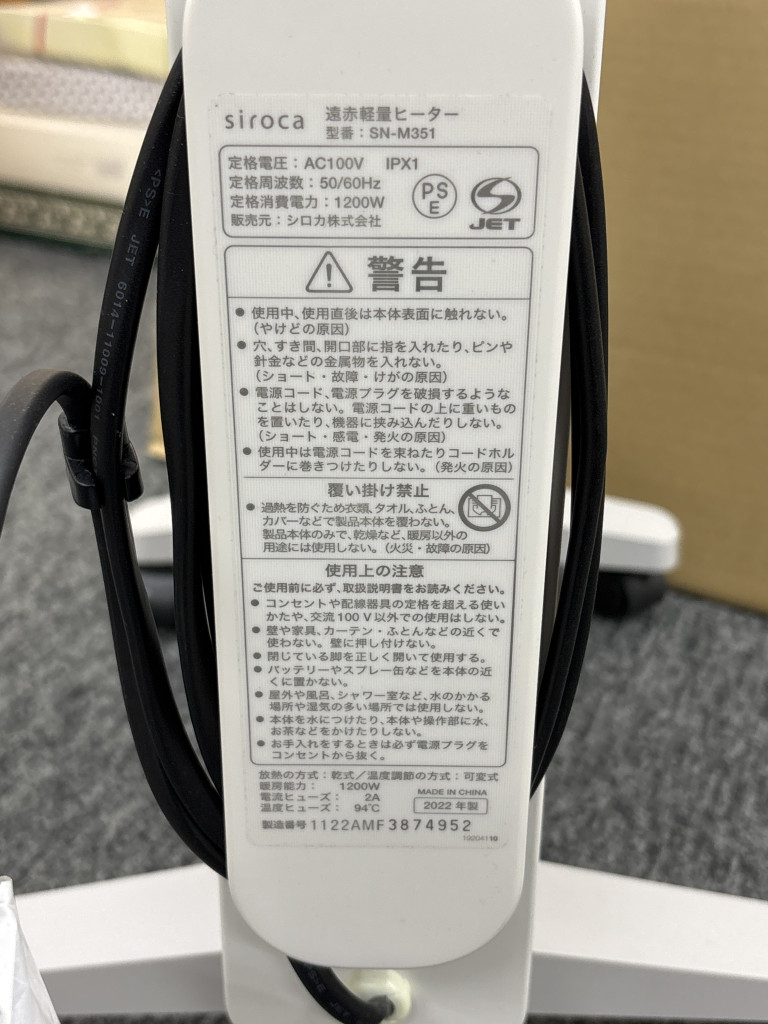 siroca 遠赤軽量ヒーター
型番：SN-M351
定格電圧：AC100V IPX1
定格周波数：50/60Hz
定格消費電力：1200W
販売元：シロカ株式会社
PS
E
JET
警告
● 使用中、使用直後は本体表面に触れない。
（やけどの原因）
● 穴、すき間、開口部に指を入れたり、ピンや
針金などの金属物を入れない。
（ショート・故障・けがの原因）
● 電源コード、電源プラグを破損するような
ことはしない。電源コードの上に重いもの
を置いたり、機器に挟み込んだりしない。
（ショート・感電・発火の原因）
● 使用中は電源コードを束ねたりコードホル
ダーに巻きつけたりしない。（発火の原因）
覆い掛け禁止
● 過熱を防ぐため衣類、タオル、ふとん、
カバーなどで製品本体を覆わない。
製品本体のみで、乾燥など、暖房以外の
用途には使用しない。（火災・故障の原因）
使用上の注意
ご使用前に必ず、取扱説明書をお読みください。
● コンセントや配線器具の定格を超える使い
かたや、交流100V以外での使用はしない。
● 壁や家具、カーテン・ふとんなどの近くで
使わない。壁に押し付けない。
● 閉じている脚を正しく開いて使用する。
● バッテリーやスプレー缶などを本体の近
くに置かない。
● 屋外や風呂、シャワー室など、水のかかる
場所や湿気の多い場所では使用しない。
● 本体を水につけたり、本体や操作部に水、
お茶などをかけたりしない。
● お手入れをするときは必ず電源プラグを
コンセントから抜く。
放熱の方式：乾式／温度調節の方式：可変式
暖房能力： 1200W
電流ヒューズ： 2A
温度ヒューズ： 94℃
MADE IN CHINA
2022年製
製造番号 1122AMF3874952
<PS>E JET 6014-11009-1001